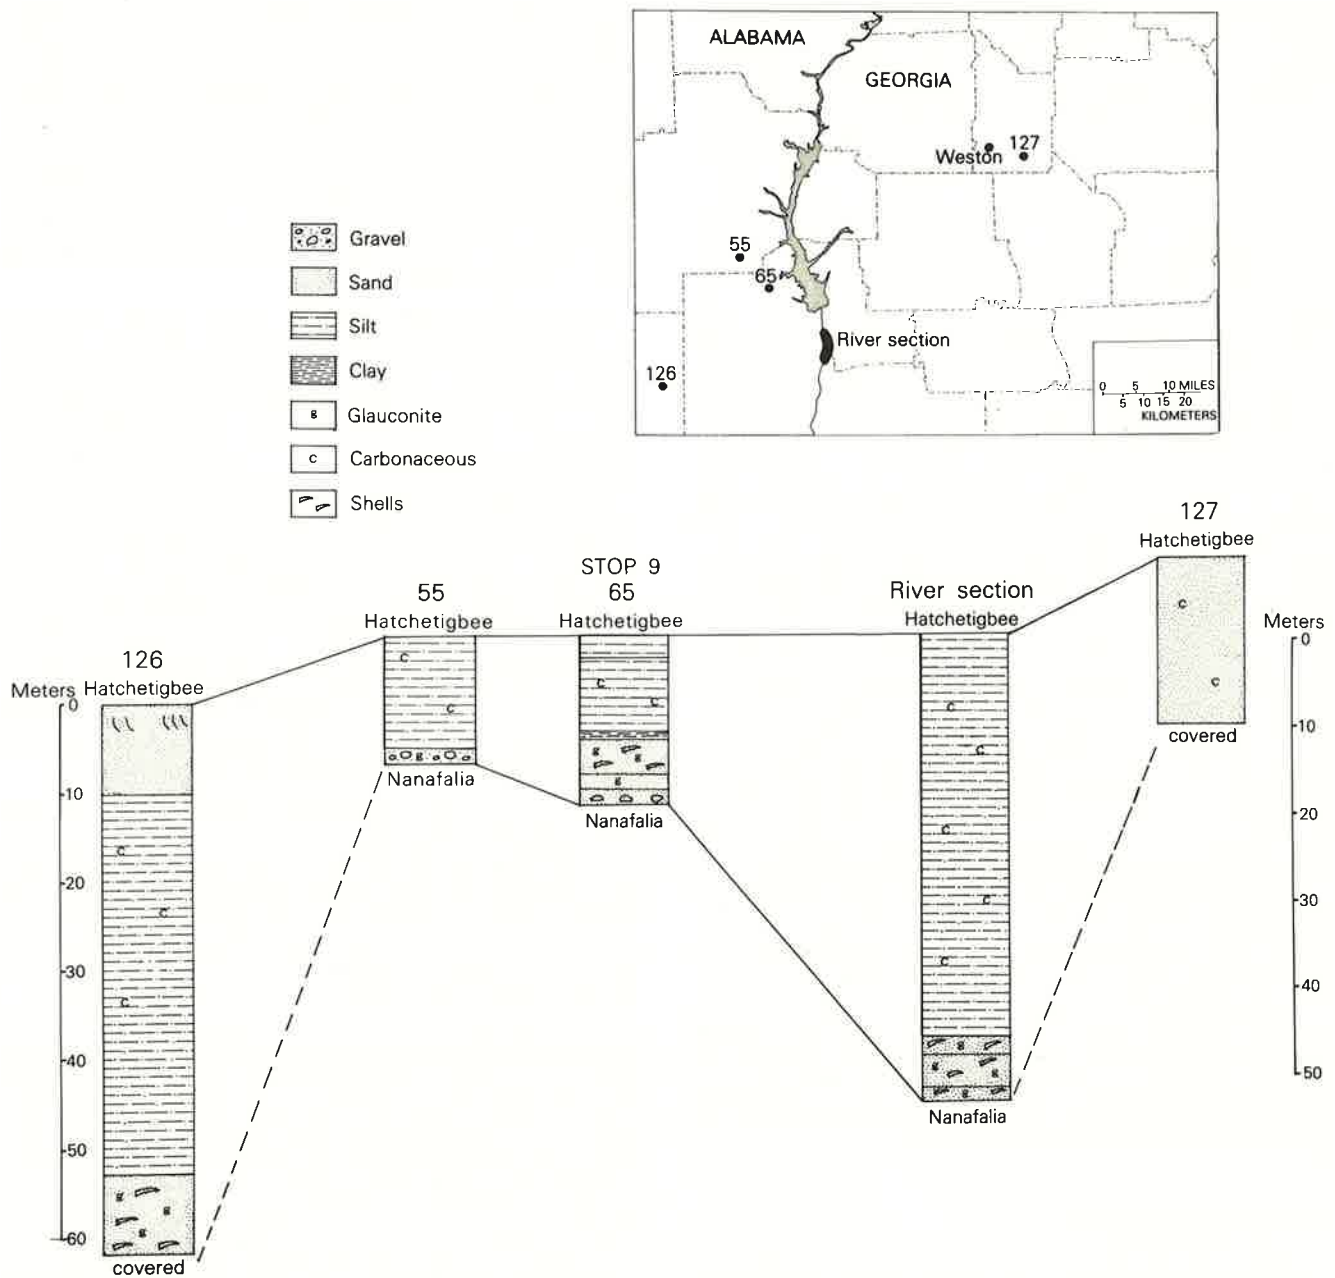 ALABAMA
GEORGIA
Weston
127
55
65
River section
126
0 5 10 MILES
5 10 15 20
KILOMETERS
Gravel
Sand
Silt
Clay
g Glauconite
c Carbonaceous
Shells
127
Hatchetigbee
c
c
covered
STOP 9
65
Hatchetigbee
c
c
g
g
g
Nanafalia
55
Hatchetigbee
c
c
g
Nanafalia
River section
Hatchetigbee
c
c
c
c
c
g
g
g
g
Nanafalia
126
Hatchetigbee
c
c
c
g
g
g
covered
Meters
0
10
20
30
40
50
60
Meters
0
10
20
30
40
50